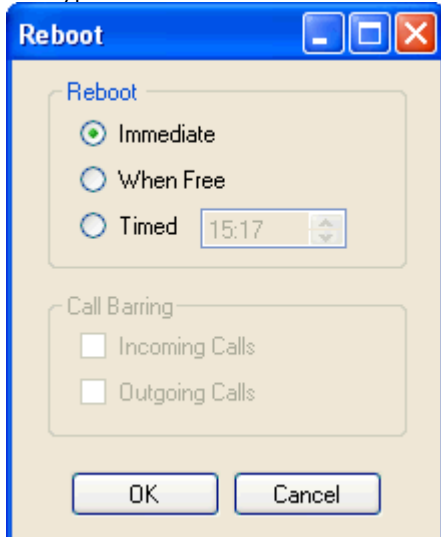 Reboot
Reboot
Immediate
When Free
Timed 15:17
Call Barring
Incoming Calls
Outgoing Calls
OK Cancel